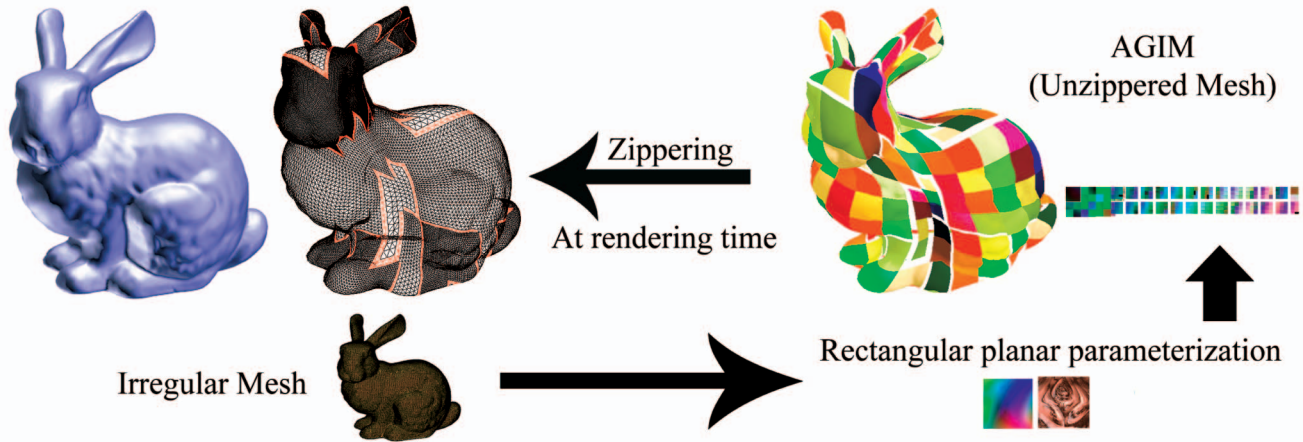 AGIM
(Unzippered Mesh)
Zippering
At rendering time
Rectangular planar parameterization
Irregular Mesh